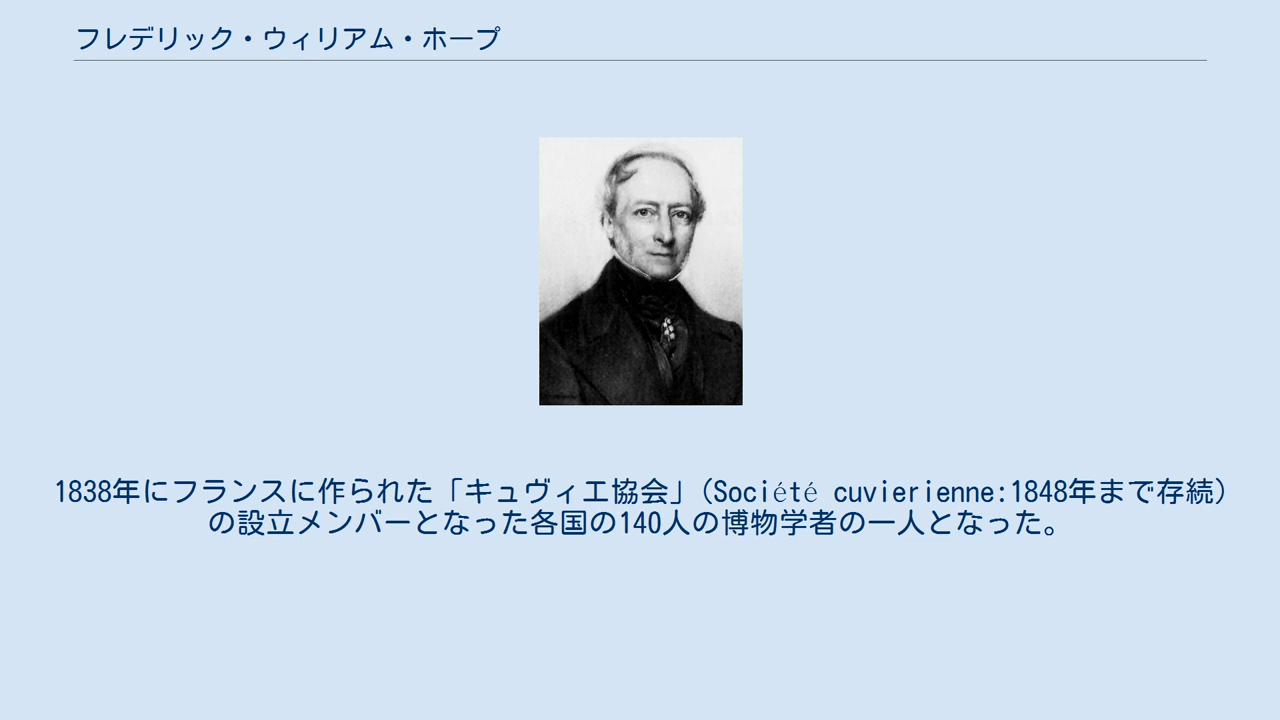 フレデリック・ウィリアム・ホープ
1838年にフランスに作られた「キュヴィエ協会」(Société cuvierienne:1848年まで存続)
の設立メンバーとなった各国の140人の博物学者の一人となった。